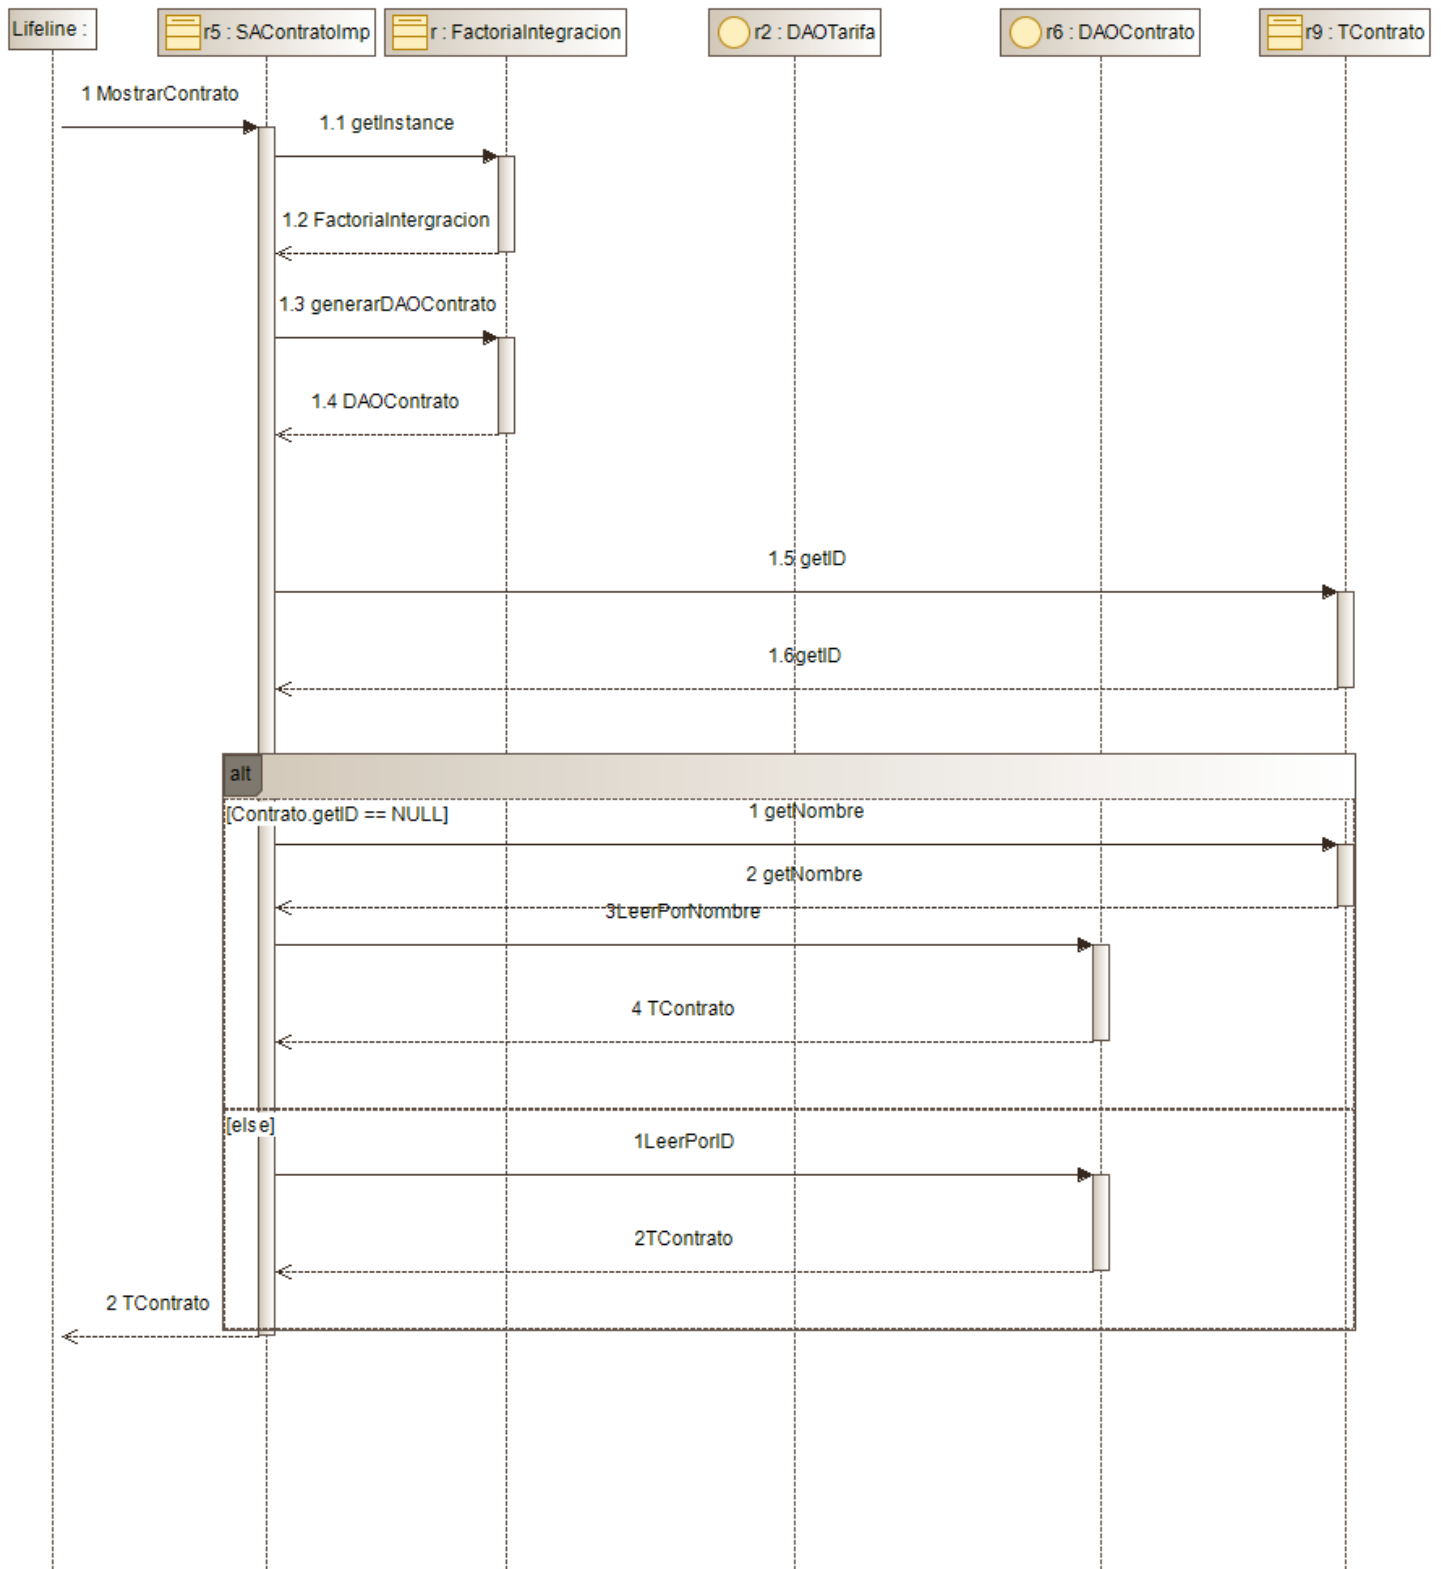 Lifeline :
r5 : SAContratoImp
r : FactoriaIntegracion
r2 : DAOTarifa
r6 : DAOContrato
r9 : TContrato
1 MostrarContrato
1.1 getInstance
1.2 FactoriaIntergracion
1.3 generarDAOContrato
1.4 DAOContrato
1.5 getID
1.6getID
alt
[Contrato.getID == NULL]
1 getNombre
2 getNombre
3LeerPorNombre
4 TContrato
[else]
1LeerPorID
2TContrato
2 TContrato